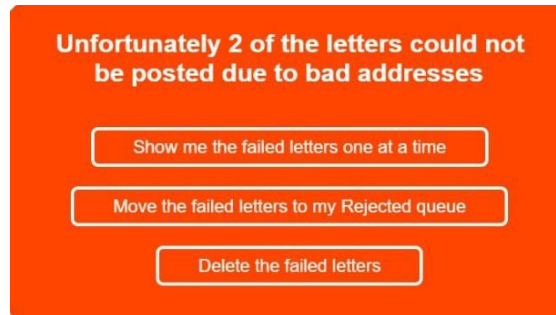 Unfortunately 2 of the letters could not
be posted due to bad addresses
Show me the failed letters one at a time
Move the failed letters to my Rejected queue
Delete the failed letters